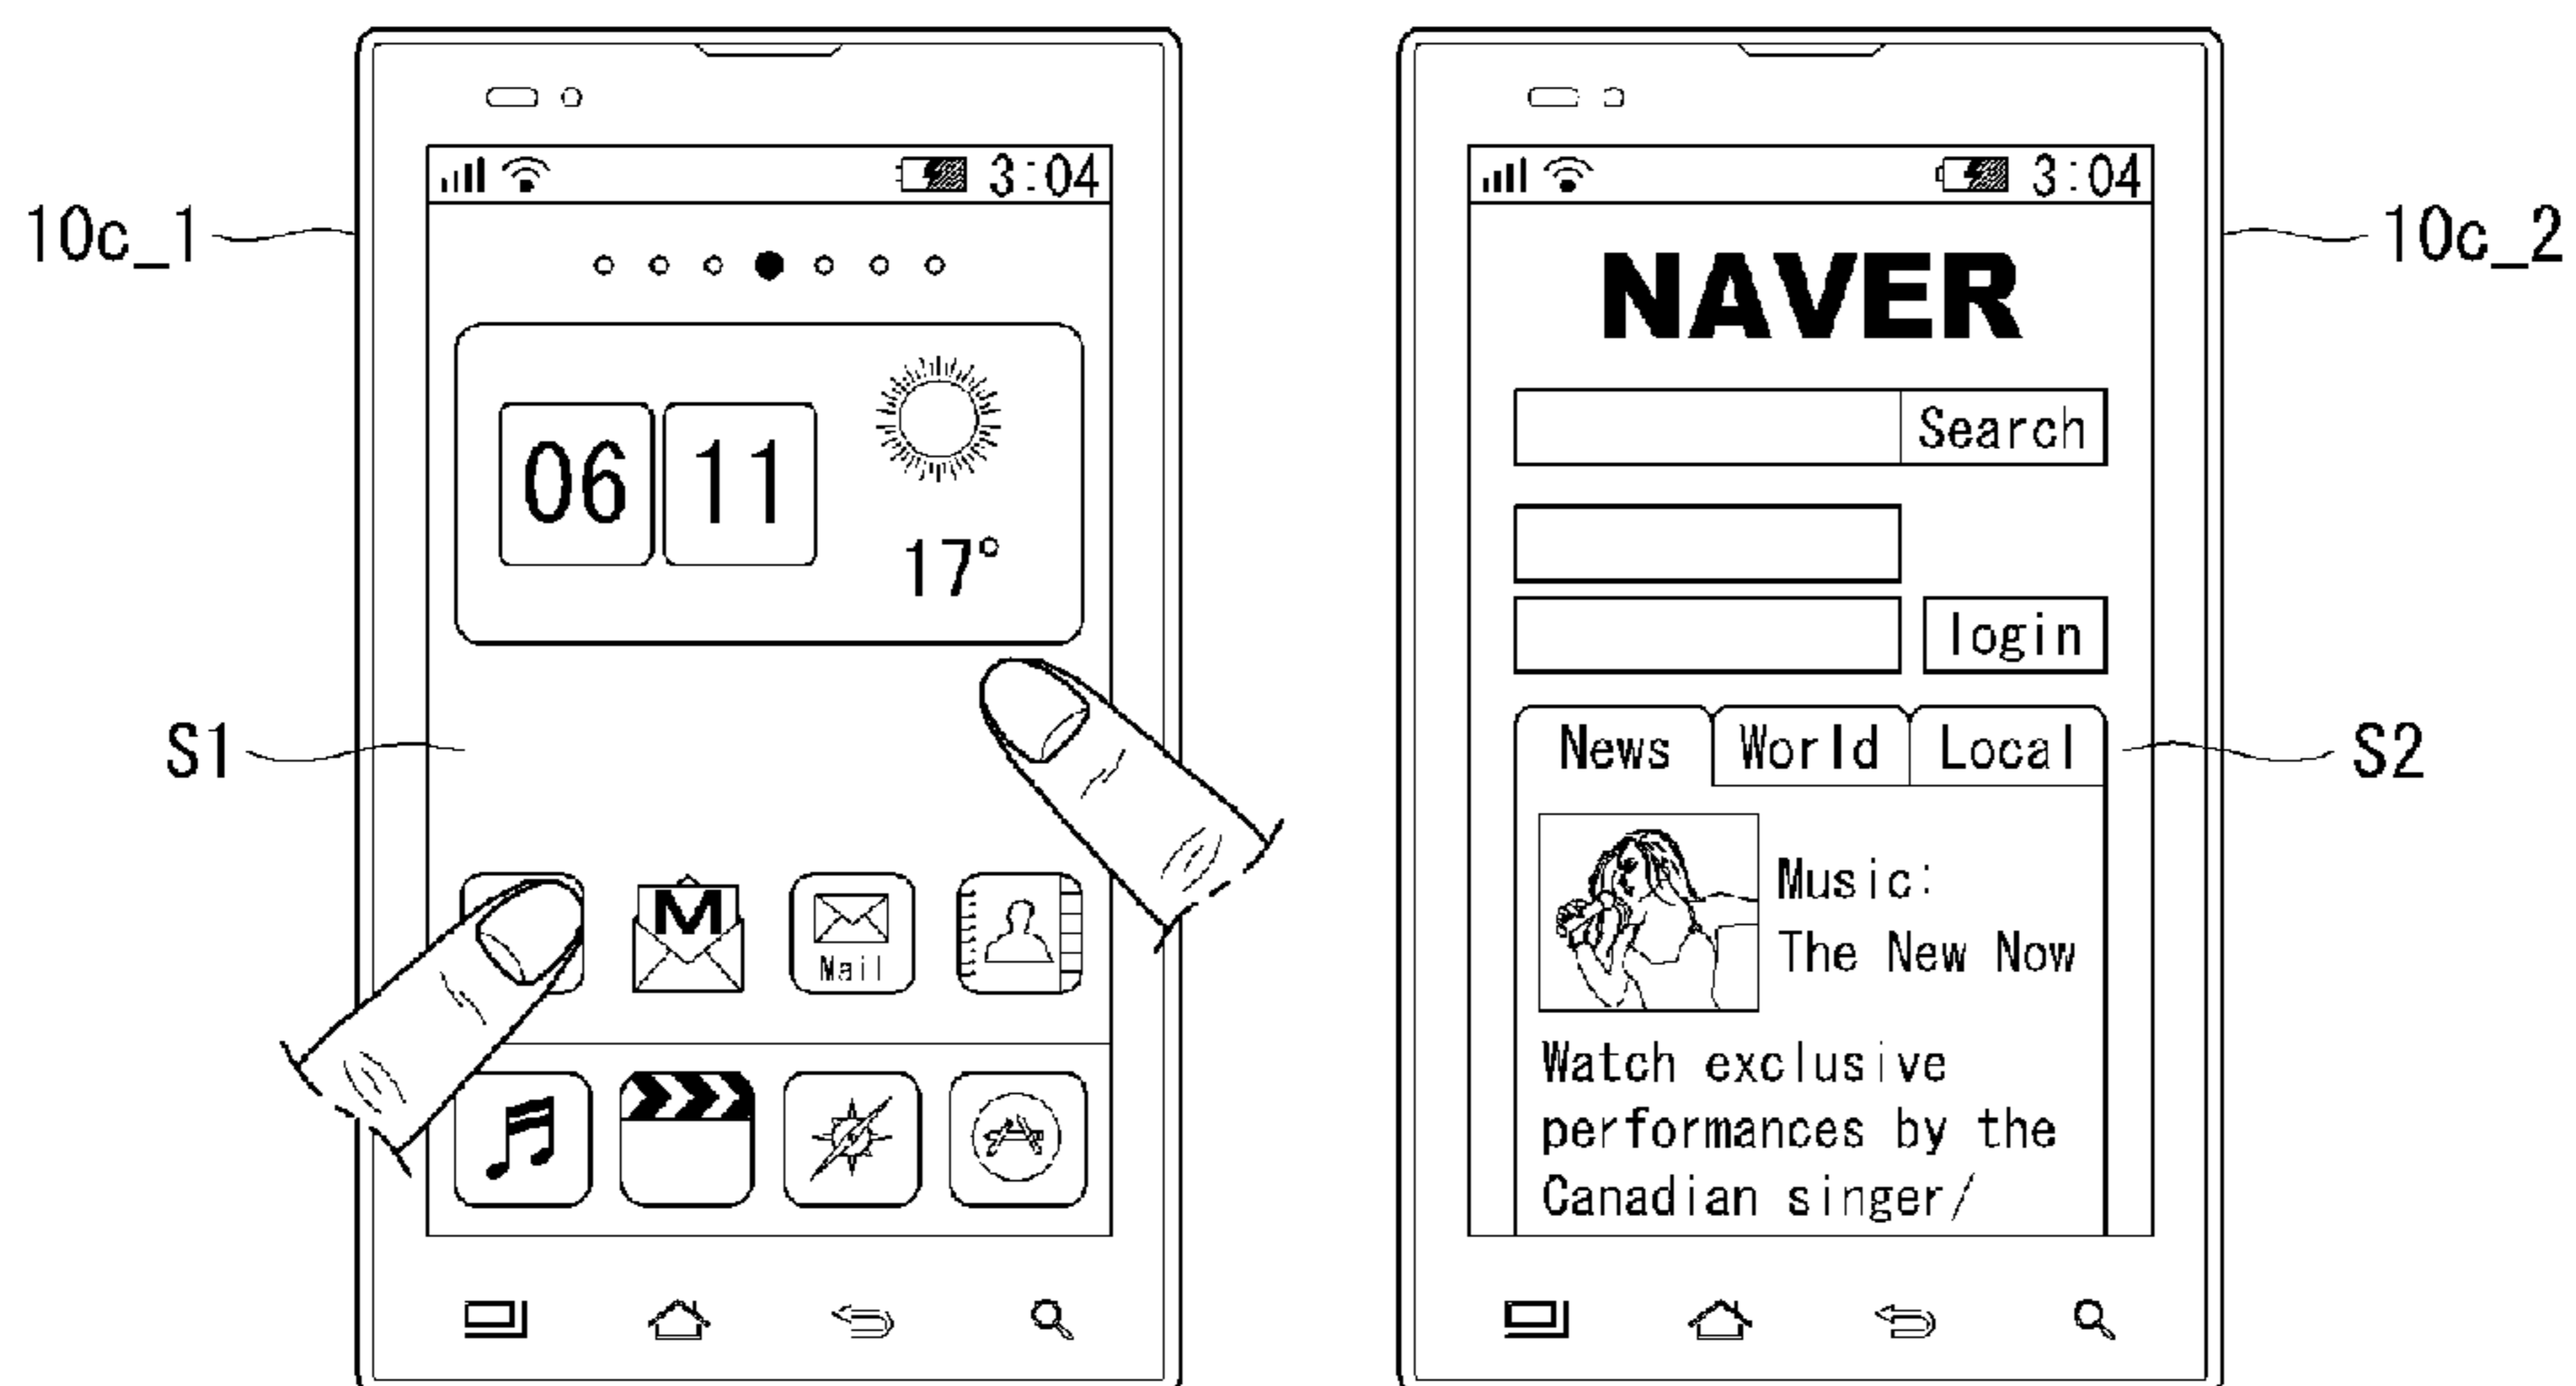 10c_1
3:04
06 11
17°
S1
M
Mail
10c_2
3:04
NAVER
Search
login
News World Local
S2
Music:
The New Now
Watch exclusive
performances by the
Canadian singer/